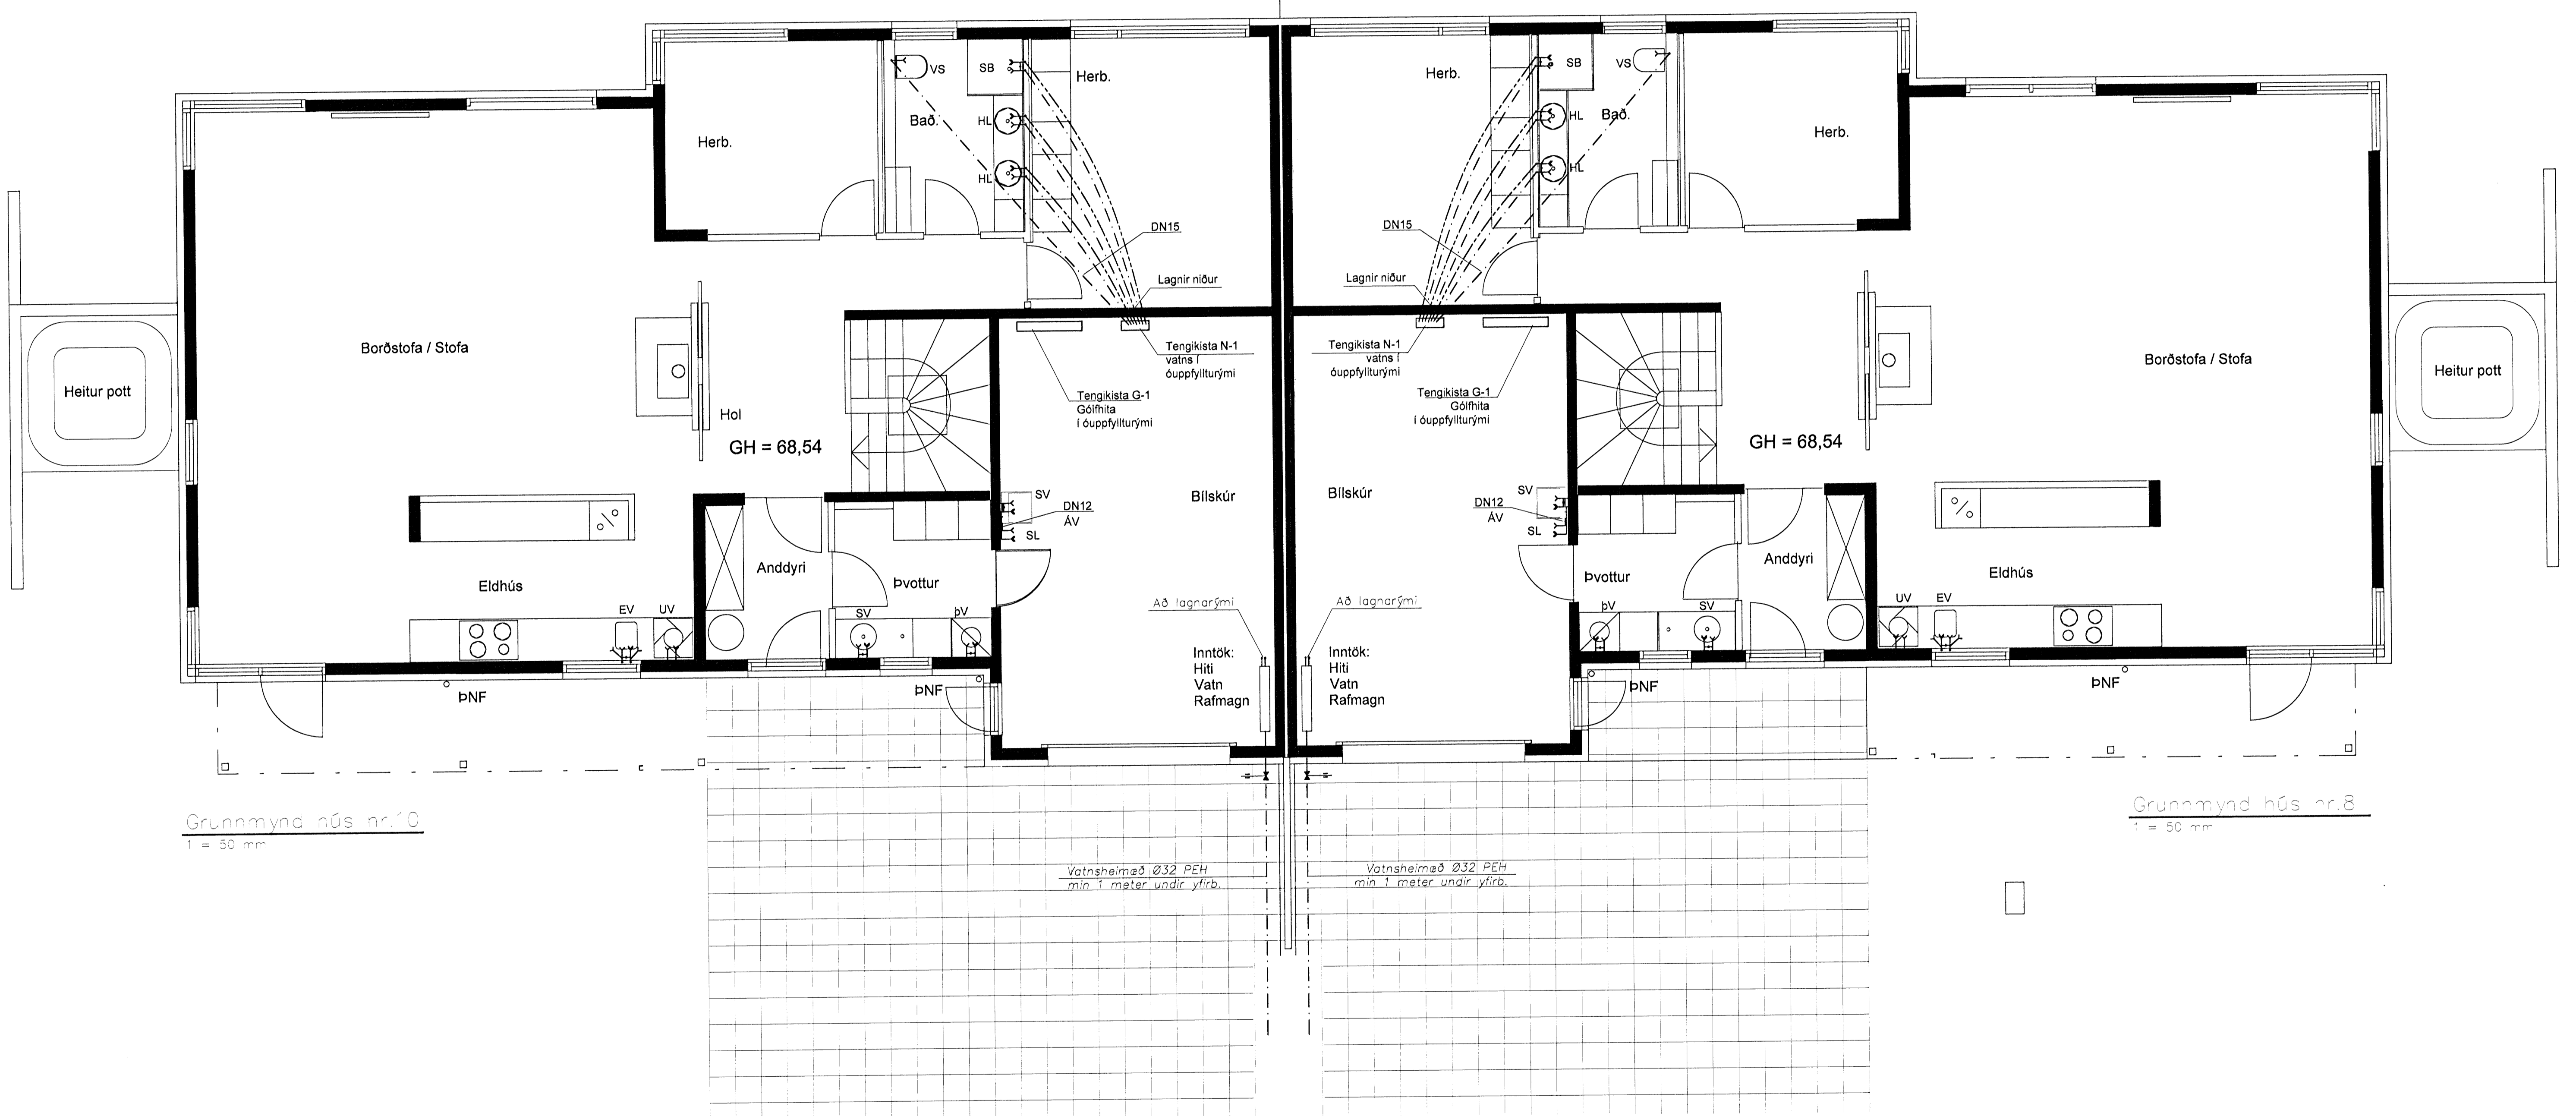 VS
SB
Herb.
HL
Bað.
Herb.
HL
DN15
Lagnir niður
Borðstofa / Stofa
Heitur pott
Tengikista N-1
vatns í
óuppfyllturými
Tengikista G-1
Gólfhita
í óuppfyllturými
Hol
GH = 68,54
SV
DN12
ÁV
SL
Bílskúr
Anddyri
Þvottur
Eldhús
EV
UV
SV
ÞV
Að lagnarými
Inntök:
Hiti
Vatn
Rafmagn
ÞNF
ÞNF
Grunnmynd hús nr.10
1 = 50 mm
Vatnsheimæð Ø32 PEH
min 1 meter undir yfirb.
Herb.
SB
VS
HL
Bað.
Herb.
HL
DN15
Lagnir niður
Tengikista N-1
vatns í
óuppfyllturými
Tengikista G-1
Gólfhita
í óuppfyllturými
Borðstofa / Stofa
Heitur pott
GH = 68,54
Bílskúr
SV
DN12
ÁV
SL
Þvottur
Anddyri
Eldhús
ÞV
SV
UV
EV
Að lagnarými
Inntök:
Hiti
Vatn
Rafmagn
ÞNF
ÞNF
Grunnmynd hús nr.8
1 = 50 mm
Vatnsheimæð Ø32 PEH
min 1 meter undir yfirb.